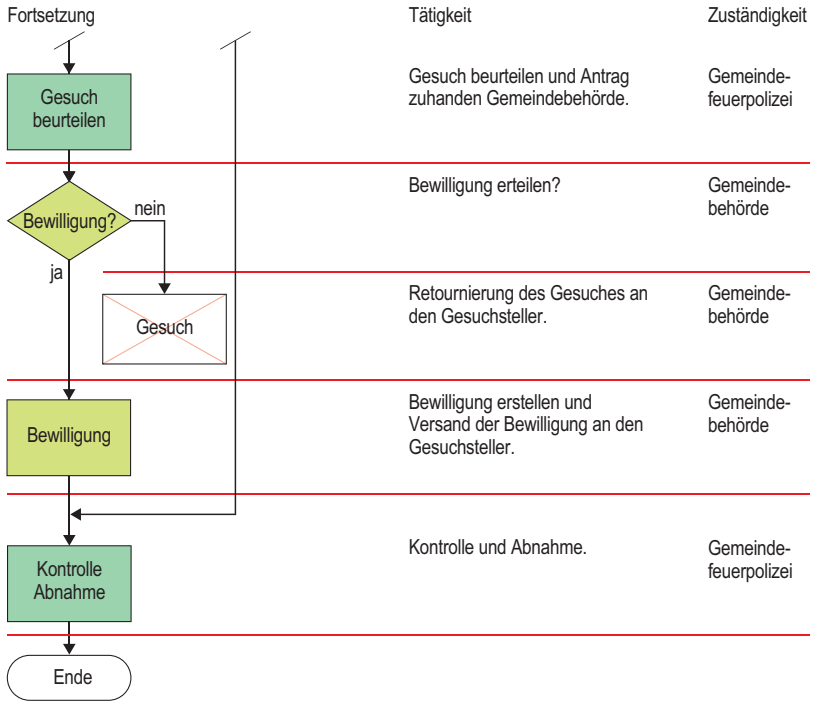 Fortsetzung
Tätigkeit
Zuständigkeit
Gesuch
beurteilen
Gesuch beurteilen und Antrag
zuhanden Gemeindebehörde.
Gemeinde-
feuerpolizei
Bewilligung?
nein
ja
Bewilligung erteilen?
Gemeinde-
behörde
Gesuch
Retournierung des Gesuches an
den Gesuchsteller.
Gemeinde-
behörde
Bewilligung
Bewilligung erstellen und
Versand der Bewilligung an den
Gesuchsteller.
Gemeinde-
behörde
Kontrolle
Abnahme
Kontrolle und Abnahme.
Gemeinde-
feuerpolizei
Ende